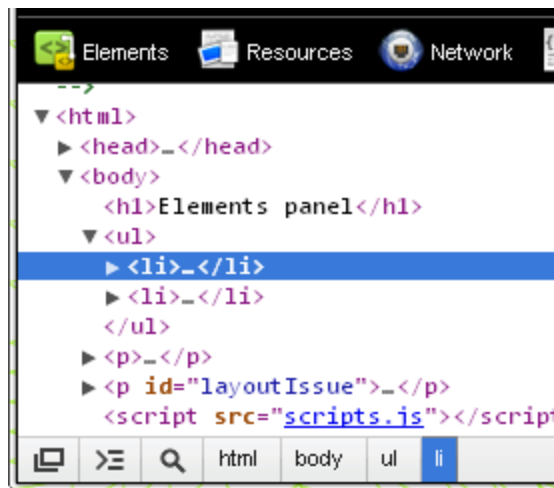 Elements Resources Network
-->
▼<html>
▶<head>…</head>
▼<body>
<h1>Elements panel</h1>
▼<ul>
▶<li>…</li>
▶<li>…</li>
</ul>
▶<p>…</p>
▶<p id="layoutIssue">…</p>
<script src="scripts.js"></script
html body ul li